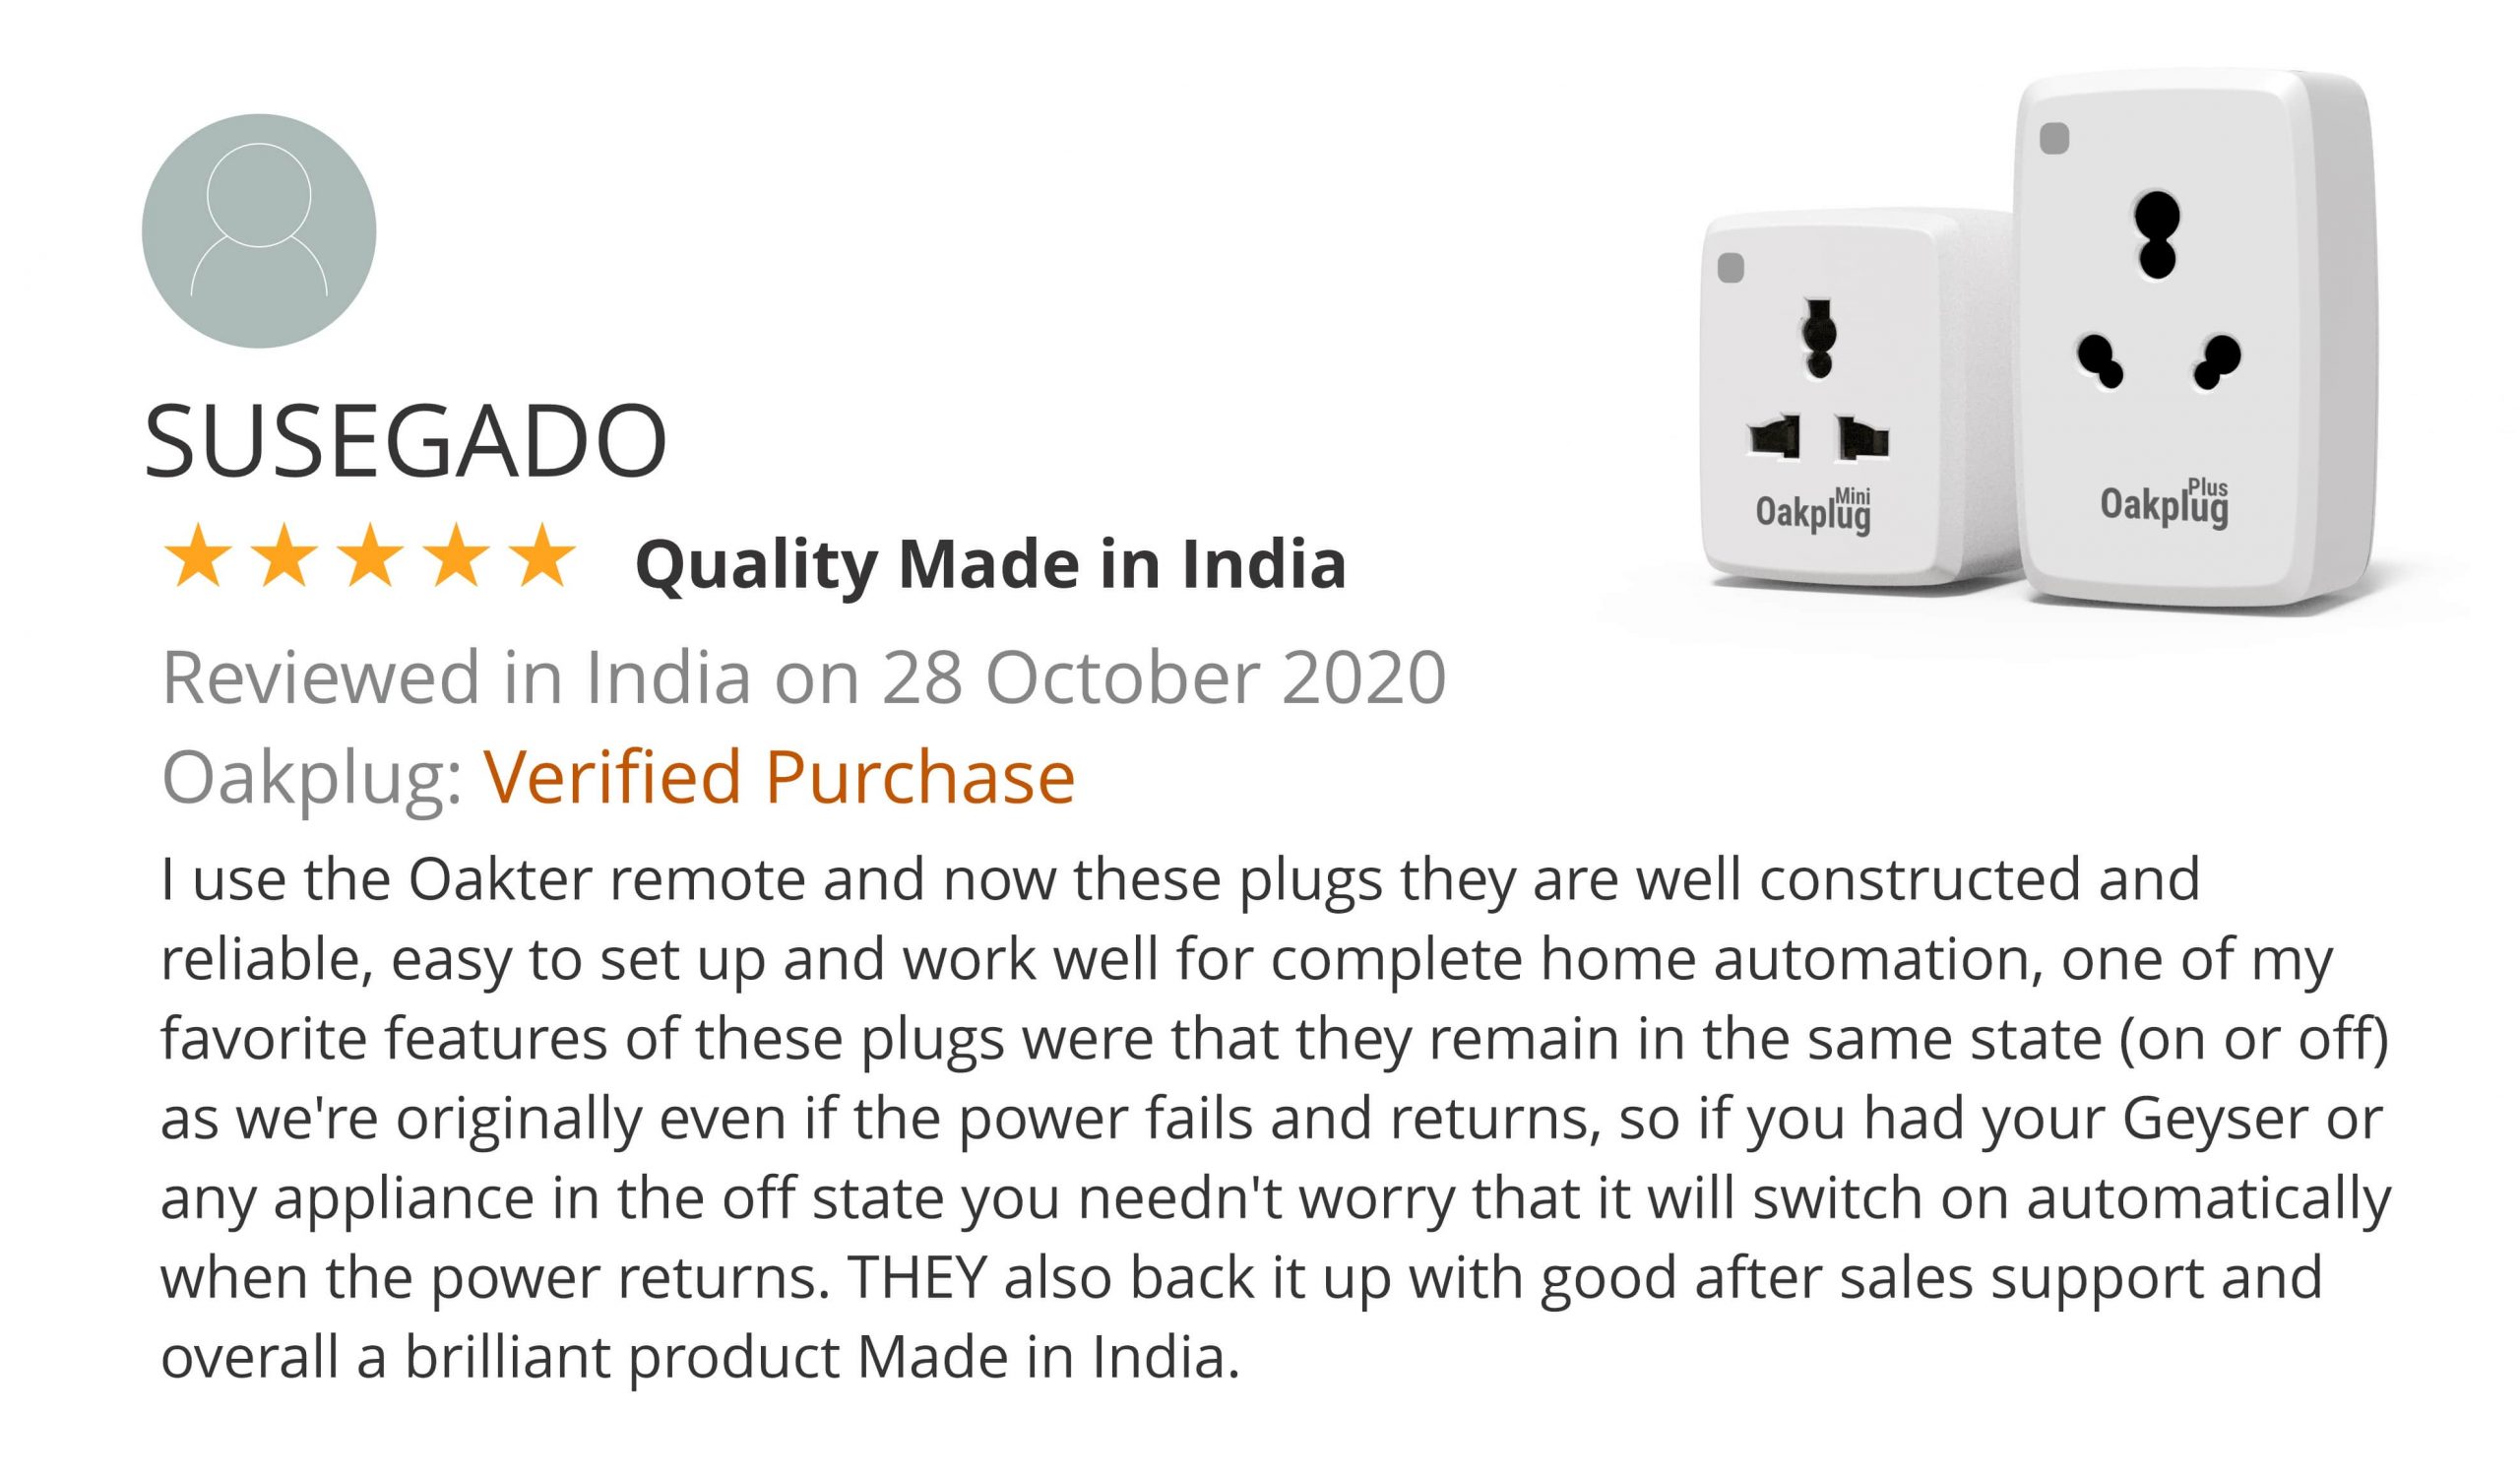 SUSEGADO
Quality Made in India
Reviewed in India on 28 October 2020
Oakplug: Verified Purchase
I use the Oakter remote and now these plugs they are well constructed and
reliable, easy to set up and work well for complete home automation, one of my
favorite features of these plugs were that they remain in the same state (on or off)
as we're originally even if the power fails and returns, so if you had your Geyser or
any appliance in the off state you needn't worry that it will switch on automatically
when the power returns. THEY also back it up with good after sales support and
overall a brilliant product Made in India.
Mini
Oakplug
Plus
Oakplug